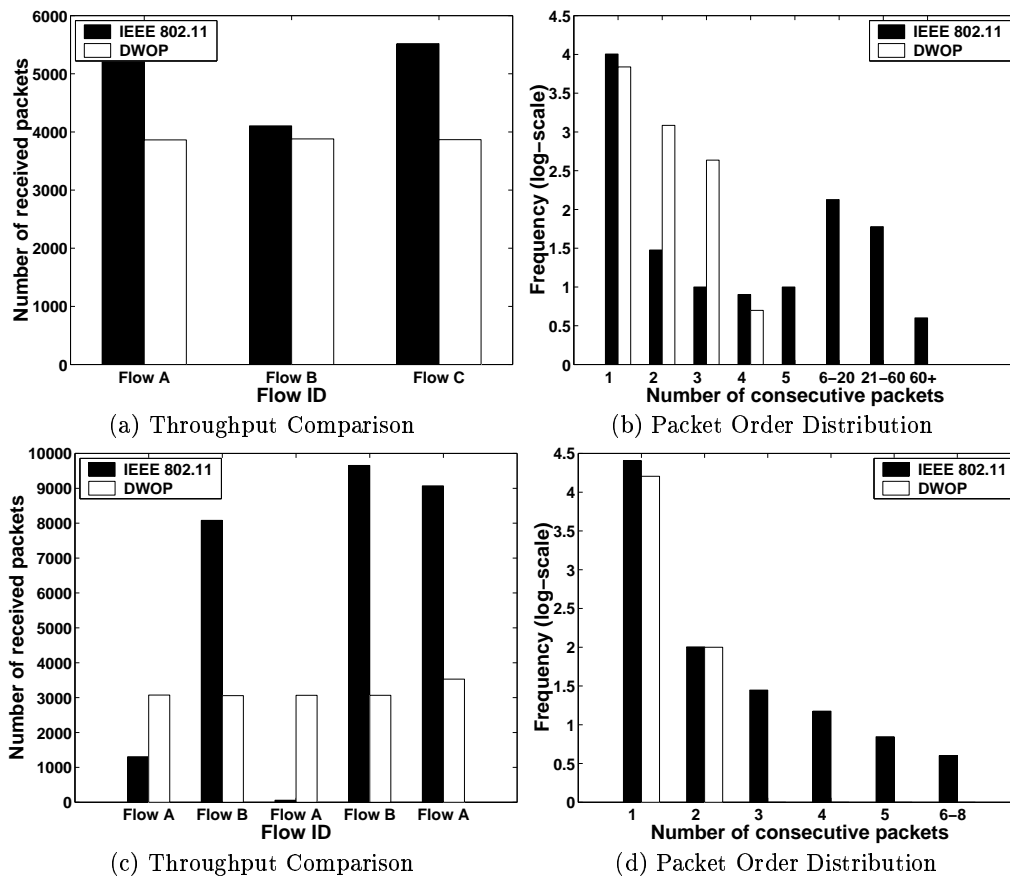 6000
5000
4000
3000
2000
1000
0
Number of received packets
IEEE 802.11
DWOP
Flow A Flow B Flow C
Flow ID
(a) Throughput Comparison
4.5
4
3.5
3
2.5
2
1.5
1
0.5
0
Frequency (log-scale)
IEEE 802.11
DWOP
1 2 3 4 5 6-20 21-60 60+
Number of consecutive packets
(b) Packet Order Distribution
10000
9000
8000
7000
6000
5000
4000
3000
2000
1000
0
Number of received packets
IEEE 802.11
DWOP
Flow A Flow B Flow A Flow B Flow A
Flow ID
(c) Throughput Comparison
4.5
4
3.5
3
2.5
2
1.5
1
0.5
0
Frequency (log-scale)
IEEE 802.11
DWOP
1 2 3 4 5 6-8
Number of consecutive packets
(d) Packet Order Distribution